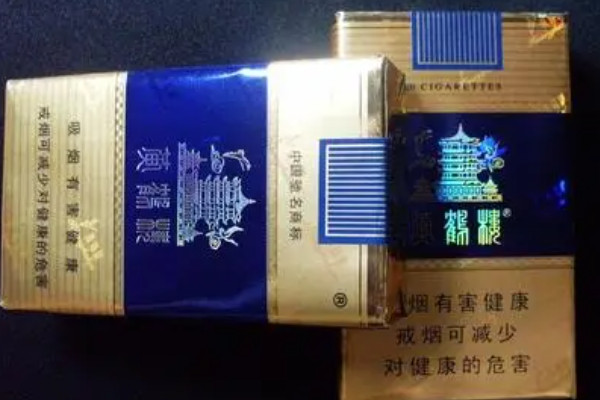 吸烟有害健康
戒烟可减少对健康的危害
黄鹤楼
中国驰名商标
®
CIGARETTES
鹤楼®
烟有害健康
戒烟可减少
对健康的危害